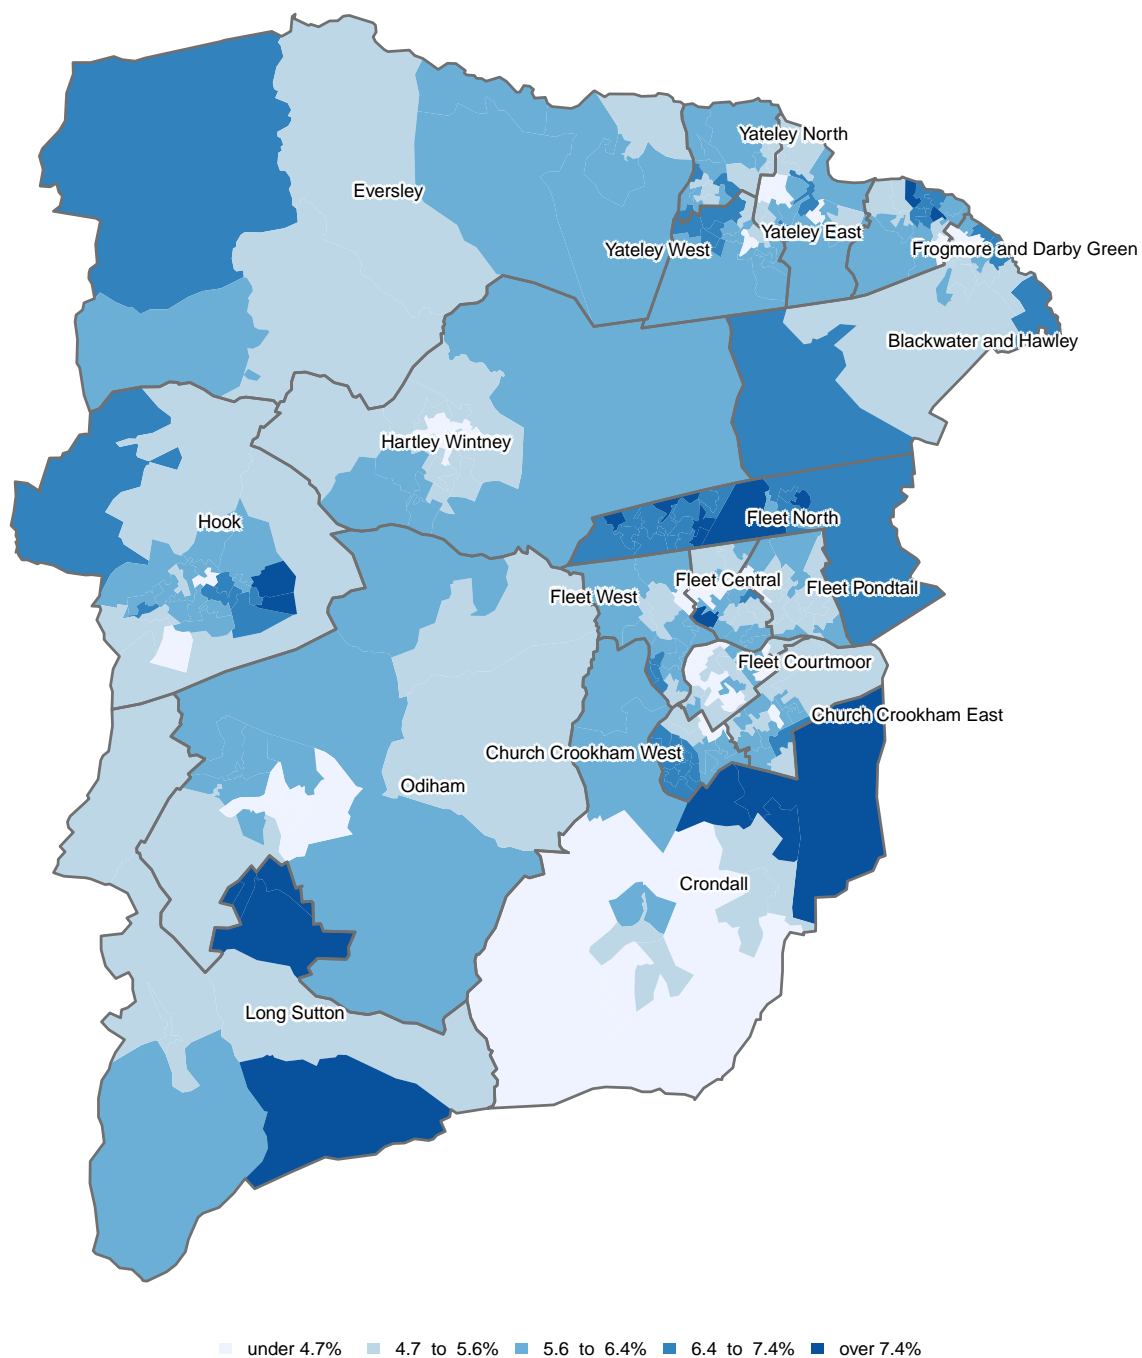 Yateley North
Eversley
Yateley East
Yateley West
Frogmore and Darby Green
Blackwater and Hawley
Hartley Wintney
Hook
Fleet North
Fleet Central
Fleet Pondtail
Fleet West
Fleet Courtmoor
Church Crookham East
Church Crookham West
Odiham
Crondall
Long Sutton
under 4.7% 4.7 to 5.6% 5.6 to 6.4% 6.4 to 7.4% over 7.4%